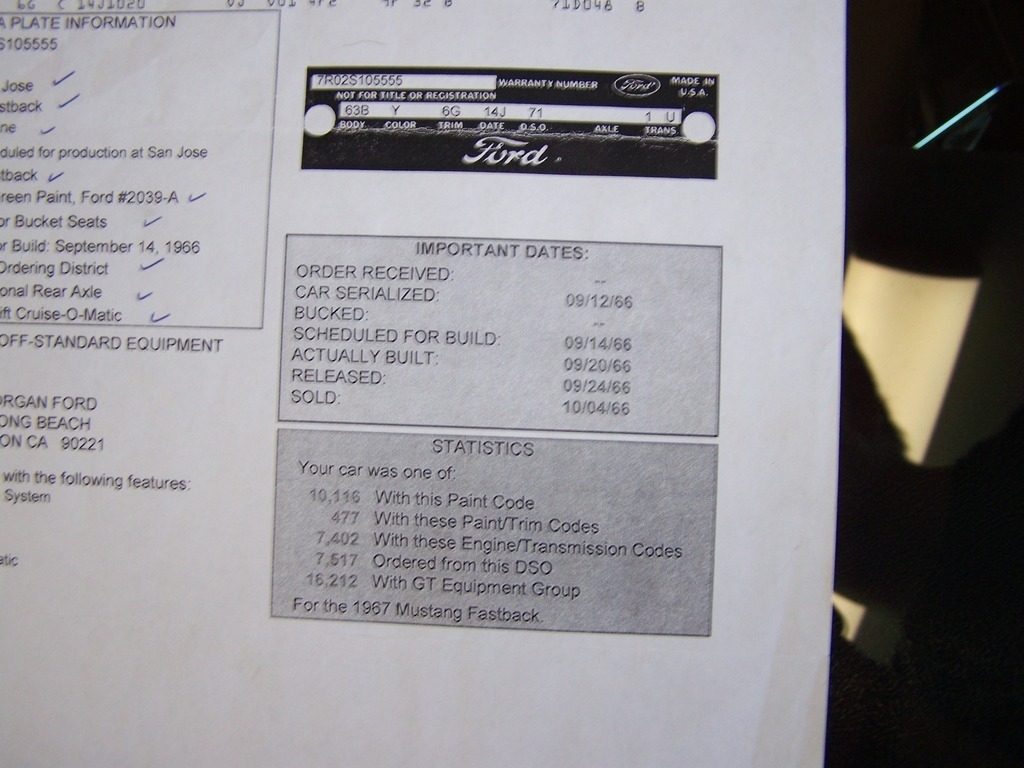 6G C 14J1020
71D048 8
A PLATE INFORMATION
S105555
Jose
stback
ne
duled for production at San Jose
tback
reen Paint, Ford #2039-A
or Bucket Seats
or Build: September 14, 1966
Ordering District
onal Rear Axle
ift Cruise-O-Matic
OFF-STANDARD EQUIPMENT
ORGAN FORD
ONG BEACH
ON CA 90221
with the following features:
System
atic
7R02S105555 WARRANTY NUMBER Ford MADE IN
U.S.A.
NOT FOR TITLE OR REGISTRATION
63B Y 6G 14J 71 1 U
BODY COLOR TRIM DATE D.S.O. AXLE TRANS
Ford
IMPORTANT DATES:
ORDER RECEIVED: --
CAR SERIALIZED: 09/12/66
BUCKED: --
SCHEDULED FOR BUILD: 09/14/66
ACTUALLY BUILT: 09/20/66
RELEASED: 09/24/66
SOLD: 10/04/66
STATISTICS
Your car was one of:
10,116 With this Paint Code
477 With these Paint/Trim Codes
7,402 With these Engine/Transmission Codes
7,517 Ordered from this DSO
16,212 With GT Equipment Group
For the 1967 Mustang Fastback.